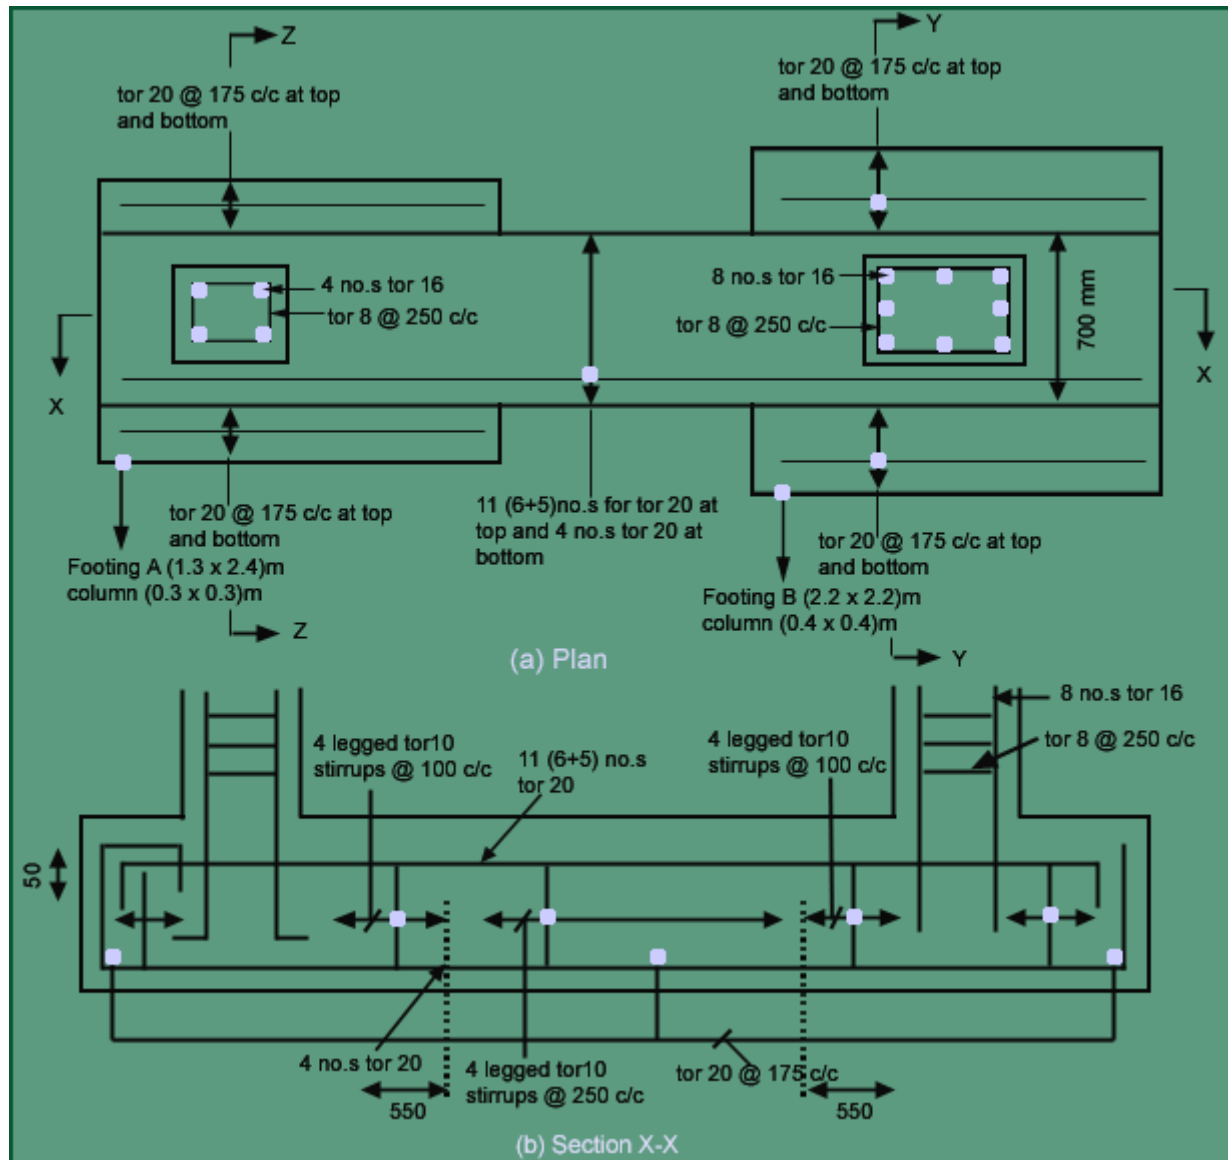 Z
Y
tor 20 @ 175 c/c at top
and bottom
tor 20 @ 175 c/c at top
and bottom
4 no.s tor 16
tor 8 @ 250 c/c
8 no.s tor 16
tor 8 @ 250 c/c
700 mm
X
X
tor 20 @ 175 c/c at top
and bottom
11 (6+5)no.s for tor 20 at
top and 4 no.s tor 20 at
bottom
tor 20 @ 175 c/c at top
and bottom
Footing A (1.3 x 2.4)m
column (0.3 x 0.3)m
Footing B (2.2 x 2.2)m
column (0.4 x 0.4)m
Z
Y
(a) Plan
8 no.s tor 16
tor 8 @ 250 c/c
4 legged tor10
stirrups @ 100 c/c
11 (6+5) no.s
tor 20
4 legged tor10
stirrups @ 100 c/c
50
4 no.s tor 20
4 legged tor10
stirrups @ 250 c/c
tor 20 @ 175 c/c
550
550
(b) Section X-X